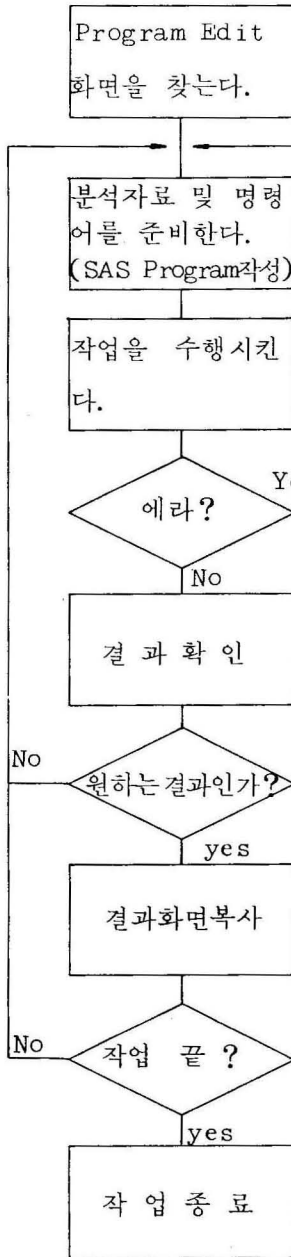 Program Edit
화면을 찾는다.
분석자료 및 명령
어를 준비한다.
(SAS Program작성)
작업을 수행시킨
다.
에라?
No
결과확인
No
원하는결과인가?
yes
결과화면복사
No
작업 끝?
yes
작업종료